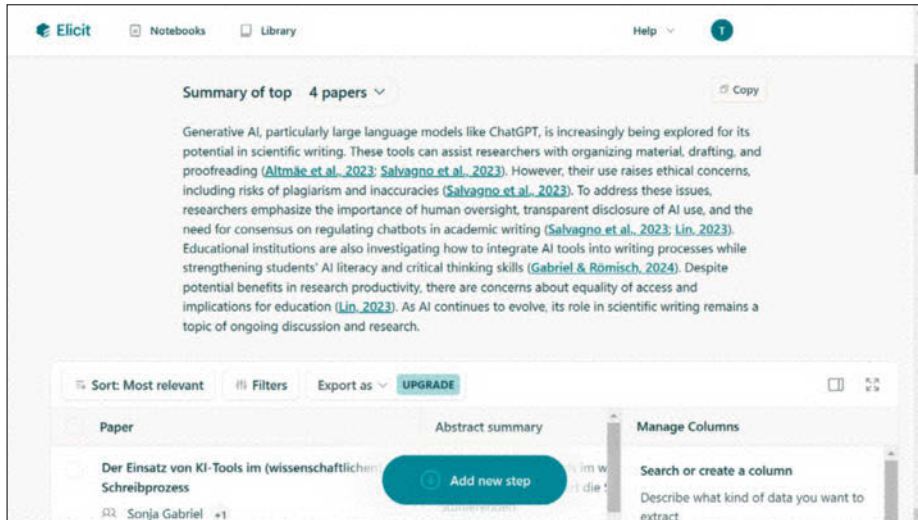 Elicit Notebooks Library Help T
Summary of top 4 papers Copy
Generative AI, particularly large language models like ChatGPT, is increasingly being explored for its
potential in scientific writing. These tools can assist researchers with organizing material, drafting, and
proofreading (Altmäe et al., 2023; Salvagno et al., 2023). However, their use raises ethical concerns,
including risks of plagiarism and inaccuracies (Salvagno et al., 2023). To address these issues,
researchers emphasize the importance of human oversight, transparent disclosure of AI use, and the
need for consensus on regulating chatbots in academic writing (Salvagno et al., 2023; Lin, 2023).
Educational institutions are also investigating how to integrate AI tools into writing processes while
strengthening students' AI literacy and critical thinking skills (Gabriel & Römisch, 2024). Despite
potential benefits in research productivity, there are concerns about equality of access and
implications for education (Lin, 2023). As AI continues to evolve, its role in scientific writing remains a
topic of ongoing discussion and research.
Sort: Most relevant Filters Export as UPGRADE
Paper Abstract summary Manage Columns
Der Einsatz von KI-Tools im (wissenschaftlichen) im w
Schreibprozess die
Add new step
Sonja Gabriel +1
Search or create a column
Describe what kind of data you want to
extract